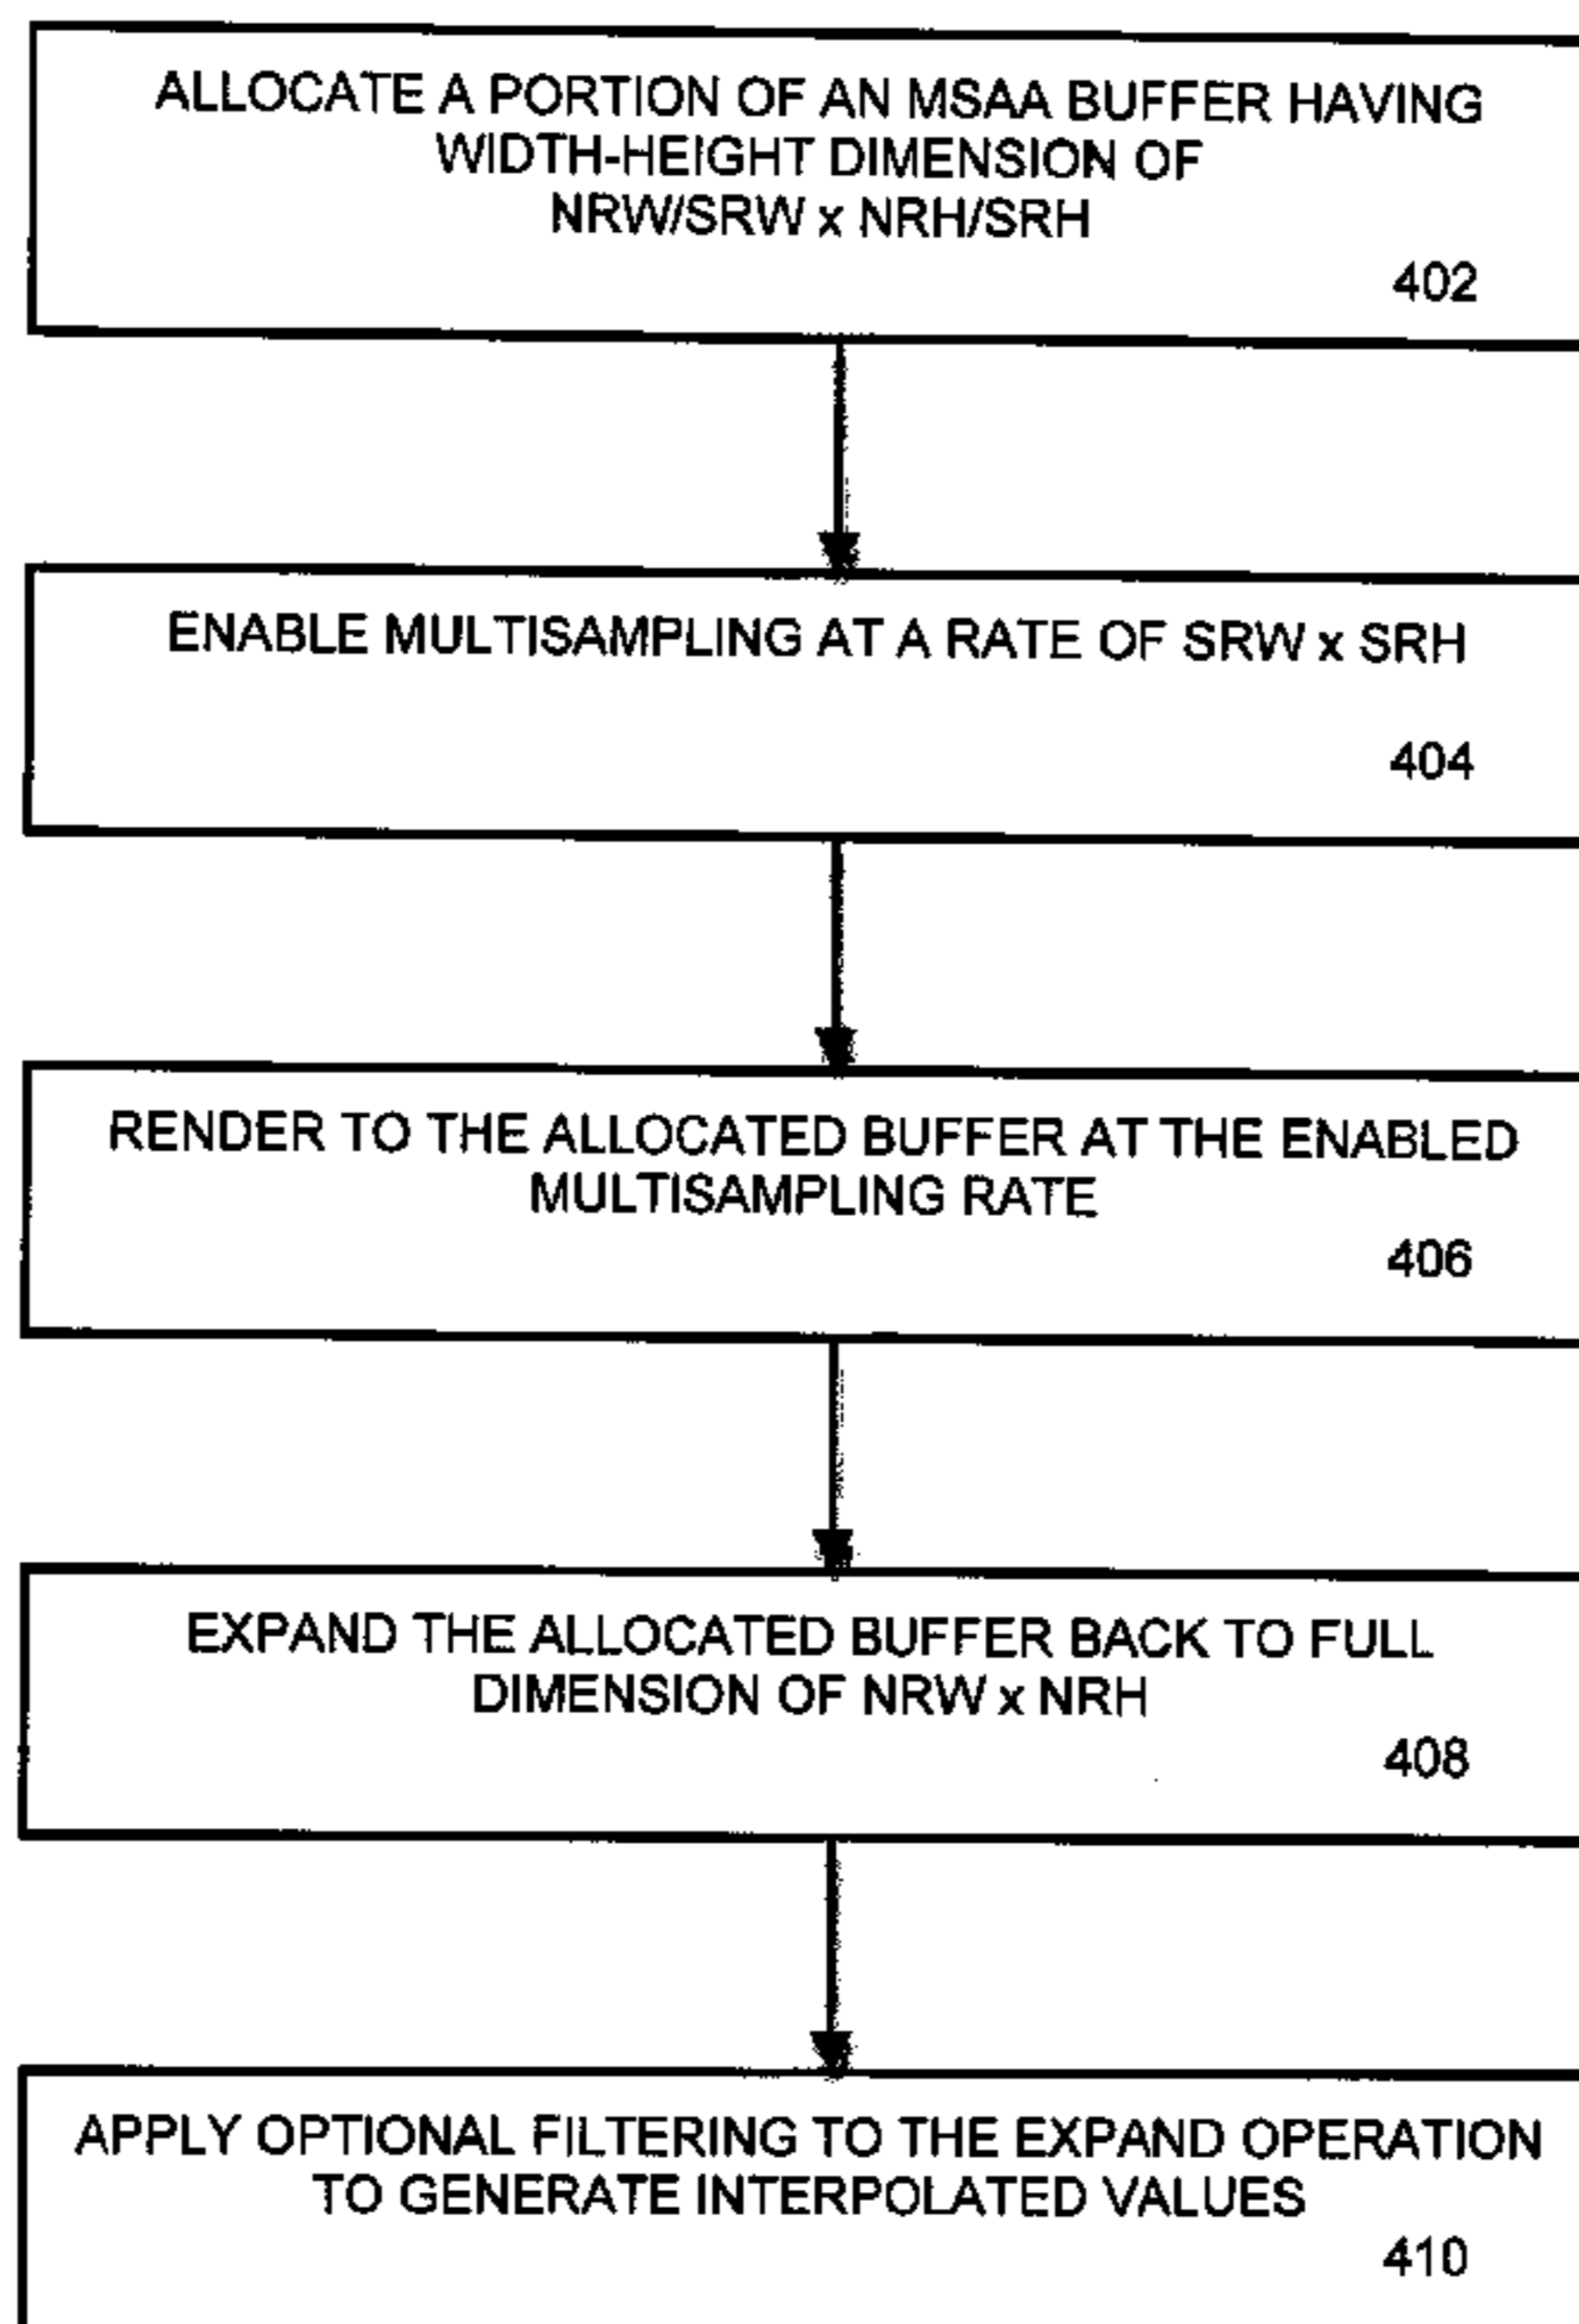 ALLOCATE A PORTION OF AN MSAA BUFFER HAVING
WIDTH-HEIGHT DIMENSION OF
NRW/SRW x NRH/SRH
402
ENABLE MULTISAMPLING AT A RATE OF SRW x SRH
404
RENDER TO THE ALLOCATED BUFFER AT THE ENABLED
MULTISAMPLING RATE
406
EXPAND THE ALLOCATED BUFFER BACK TO FULL
DIMENSION OF NRW x NRH
408
APPLY OPTIONAL FILTERING TO THE EXPAND OPERATION
TO GENERATE INTERPOLATED VALUES
410